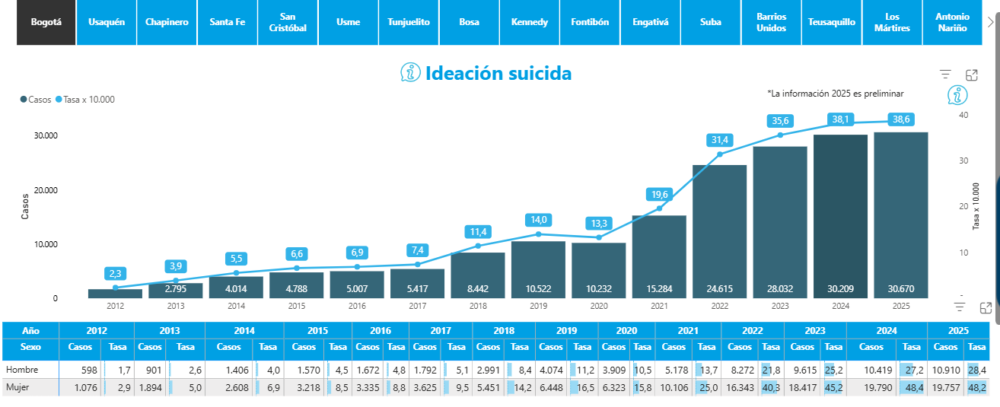 Bogotá Usaquén Chapinero Santa Fe San Cristóbal Usme Tunjuelito Bosa Kennedy Fontibón Engativá Suba Barrios Unidos Teusaquillo Los Mártires Antonio Nariño
Ideación suicida
*La información 2025 es preliminar
Casos Tasa x 10.000
Casos
30.000
20.000
10.000
0
40
30
20
10
-
Tasa x 10.000
2,3 3,9 5,5 6,6 6,9 7,4 11,4 14,0 13,3 19,6 31,4 35,6 38,1 38,6
2.795 4.014 4.788 5.007 5.417 8.442 10.522 10.232 15.284 24.615 28.032 30.209 30.670
2012 2013 2014 2015 2016 2017 2018 2019 2020 2021 2022 2023 2024 2025
Año 2012 2013 2014 2015 2016 2017 2018 2019 2020 2021 2022 2023 2024 2025
Sexo Casos Tasa Casos Tasa Casos Tasa Casos Tasa Casos Tasa Casos Tasa Casos Tasa Casos Tasa Casos Tasa Casos Tasa Casos Tasa Casos Tasa Casos Tasa Casos Tasa
Hombre 598 1,7 901 2,6 1.406 4,0 1.570 4,5 1.672 4,8 1.792 5,1 2.991 8,4 4.074 11,2 3.909 10,5 5.178 13,7 8.272 21,8 9.615 25,2 10.419 27,2 10.910 28,4
Mujer 1.076 2,9 1.894 5,0 2.608 6,9 3.218 8,5 3.335 8,8 3.625 9,5 5.451 14,2 6.448 16,5 6.323 15,8 10.106 25,0 16.343 40,3 18.417 45,2 19.790 48,4 19.757 48,2